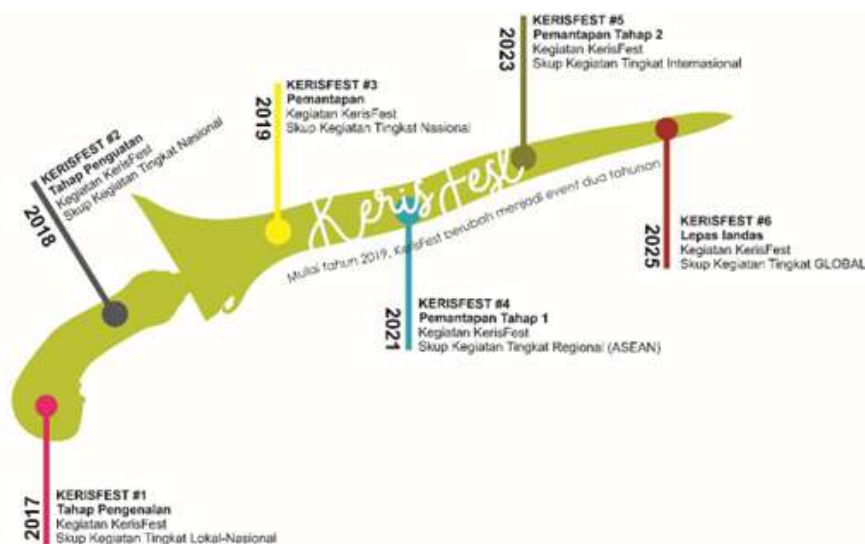 2017
KERISFEST #1
Tahap Pengenalan
Kegiatan KerisFest
Skup Kegiatan Tingkat Lokal-Nasional
2018
KERISFEST #2
Tahap Penguatan
Kegiatan KerisFest
Skup Kegiatan Tingkat Nasional
2019
KERISFEST #3
Pemantapan
Kegiatan KerisFest
Skup Kegiatan Tingkat Nasional
KerisFest
Mulai tahun 2019, KerisFest berubah menjadi event dua tahunan
2021
KERISFEST #4
Pemantapan Tahap 1
Kegiatan KerisFest
Skup Kegiatan Tingkat Regional (ASEAN)
2023
KERISFEST #5
Pemantapan Tahap 2
Kegiatan KerisFest
Skup Kegiatan Tingkat Internasional
2025
KERISFEST #6
Lepas landas
Kegiatan KerisFest
Skup Kegiatan Tingkat GLOBAL